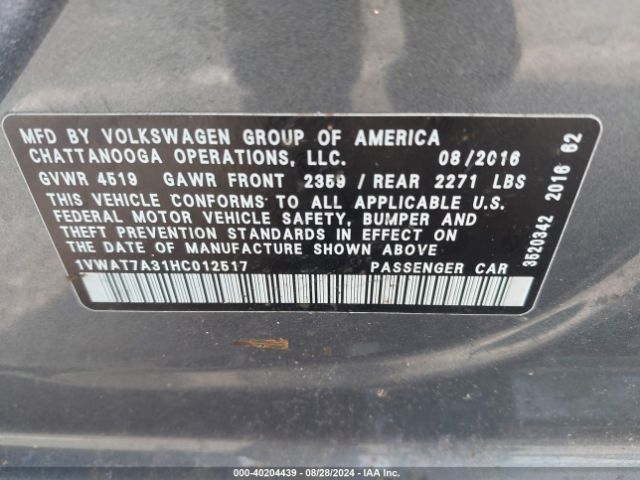 MFD BY VOLKSWAGEN GROUP OF AMERICA
CHATTANOOGA OPERATIONS, LLC. 08/2016
GVWR 4519 GAWR FRONT 2359 / REAR 2271 LBS
THIS VEHICLE CONFORMS TO ALL APPLICABLE U.S.
FEDERAL MOTOR VEHICLE SAFETY, BUMPER AND
THEFT PREVENTION STANDARDS IN EFFECT ON
THE DATE OF MANUFACTURE SHOWN ABOVE
1VWAT7A31HC012517 PASSENGER CAR
3520342 2016 62
000-40204439 - 08/28/2024 - IAA Inc.